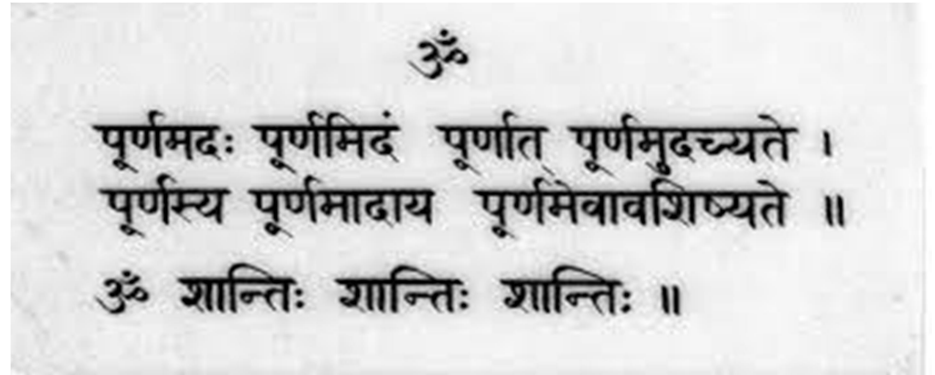 ॐ
पूर्णमदः पूर्णमिदं पूर्णात् पूर्णमुदच्यते ।
पूर्णस्य पूर्णमादाय पूर्णमेवावशिष्यते ॥
ॐ शान्तिः शान्तिः शान्तिः ॥